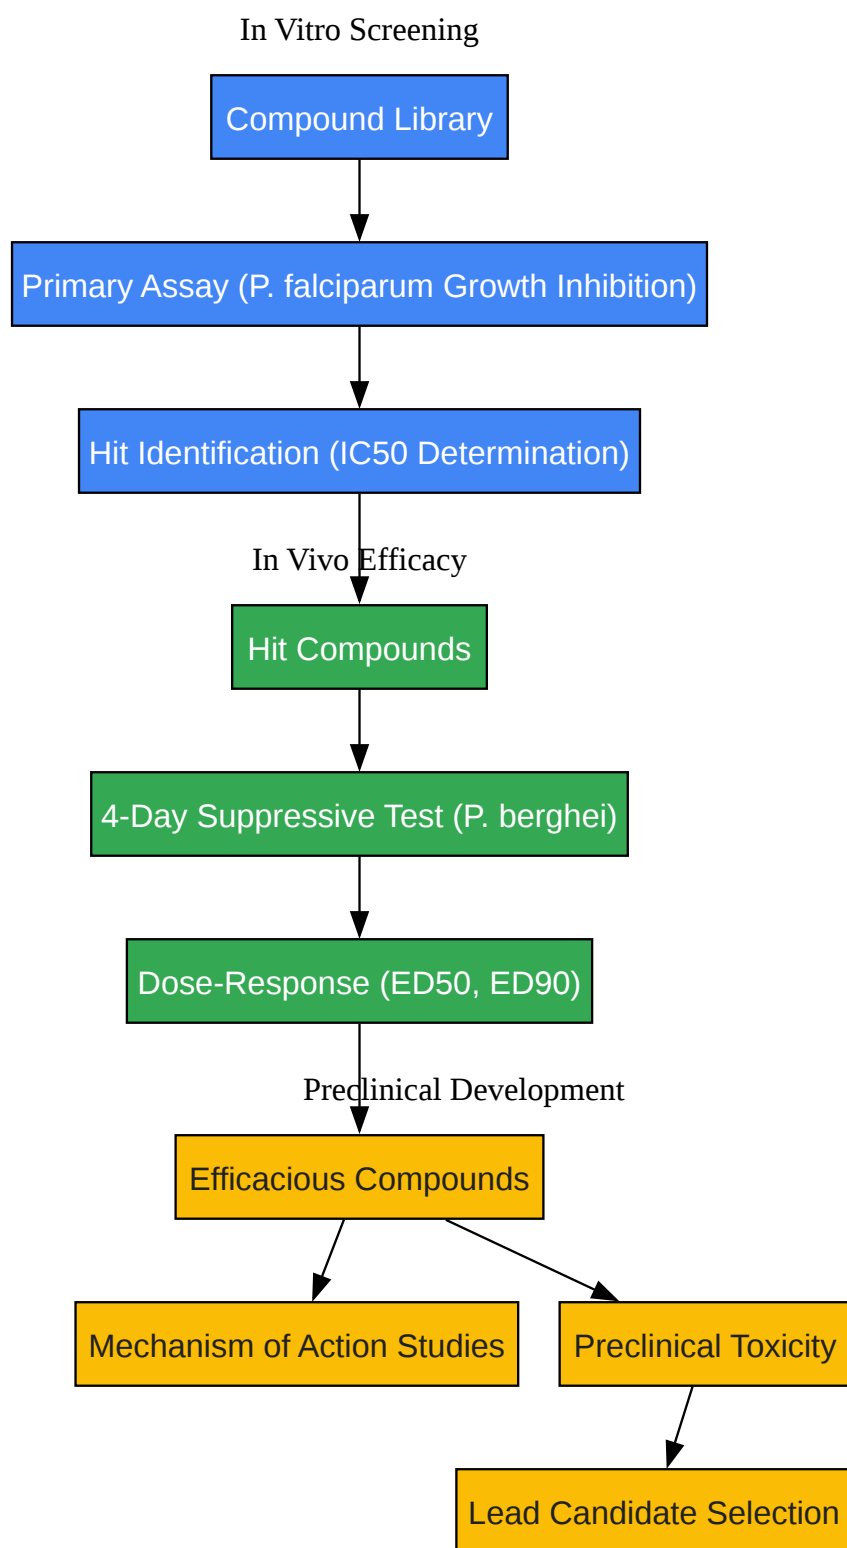 In Vitro Screening
Compound Library
Primary Assay (P. falciparum Growth Inhibition)
Hit Identification (IC50 Determination)
In Vivo Efficacy
Hit Compounds
4-Day Suppressive Test (P. berghei)
Dose-Response (ED50, ED90)
Preclinical Development
Efficacious Compounds
Mechanism of Action Studies
Preclinical Toxicity
Lead Candidate Selection